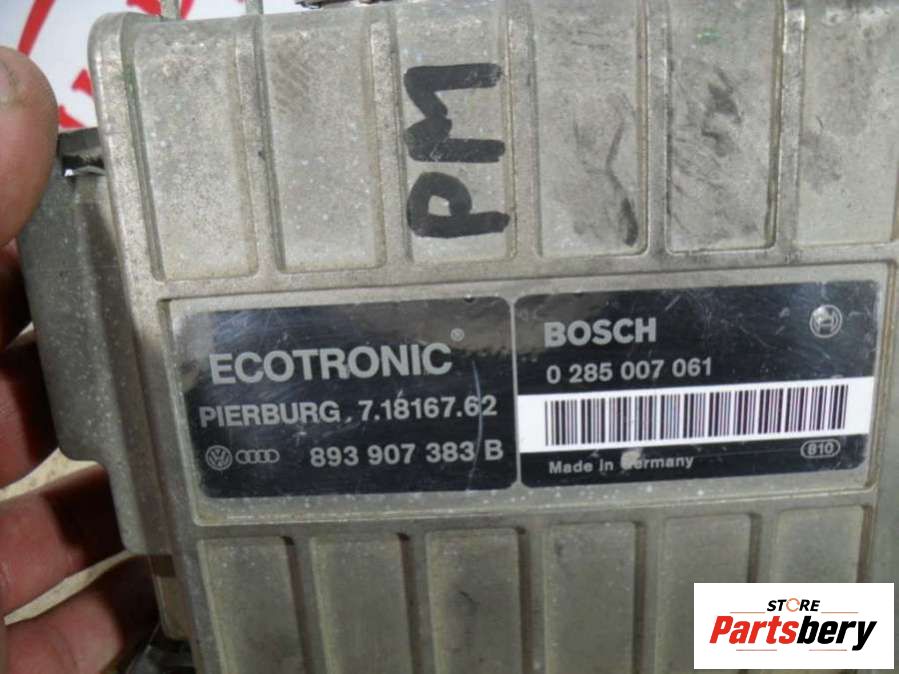 PM
ECOTRONIC®
PIERBURG . 7.18167.62
893 907 383 B
BOSCH
0 285 007 061
Made in Germany
B10
STORE
Partsbery